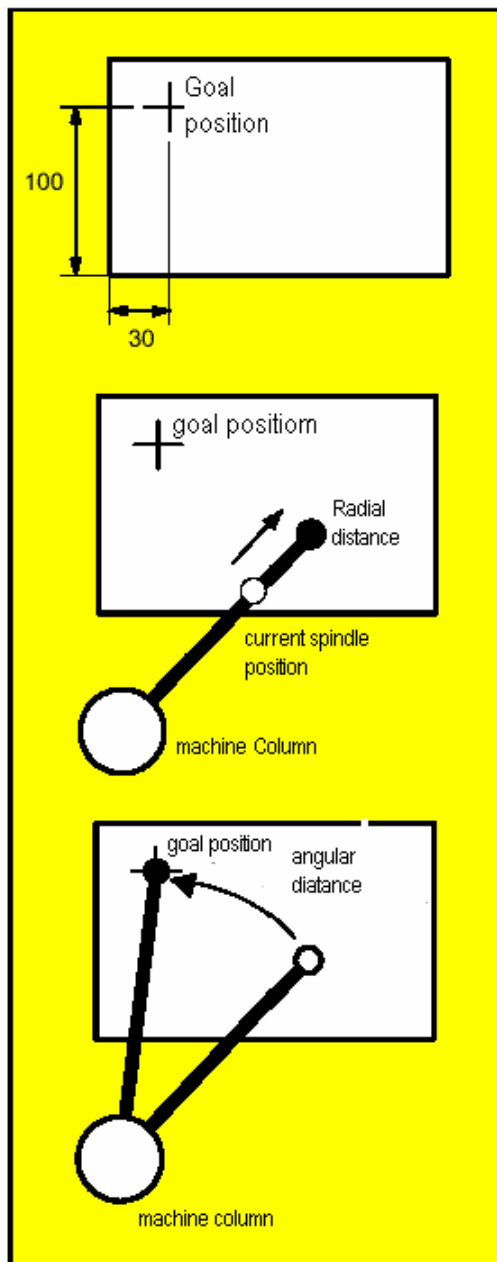 Goal
position
100
30
goal positiom
Radial
distance
current spindle
position
machine Column
goal position
angular
diatance
machine column